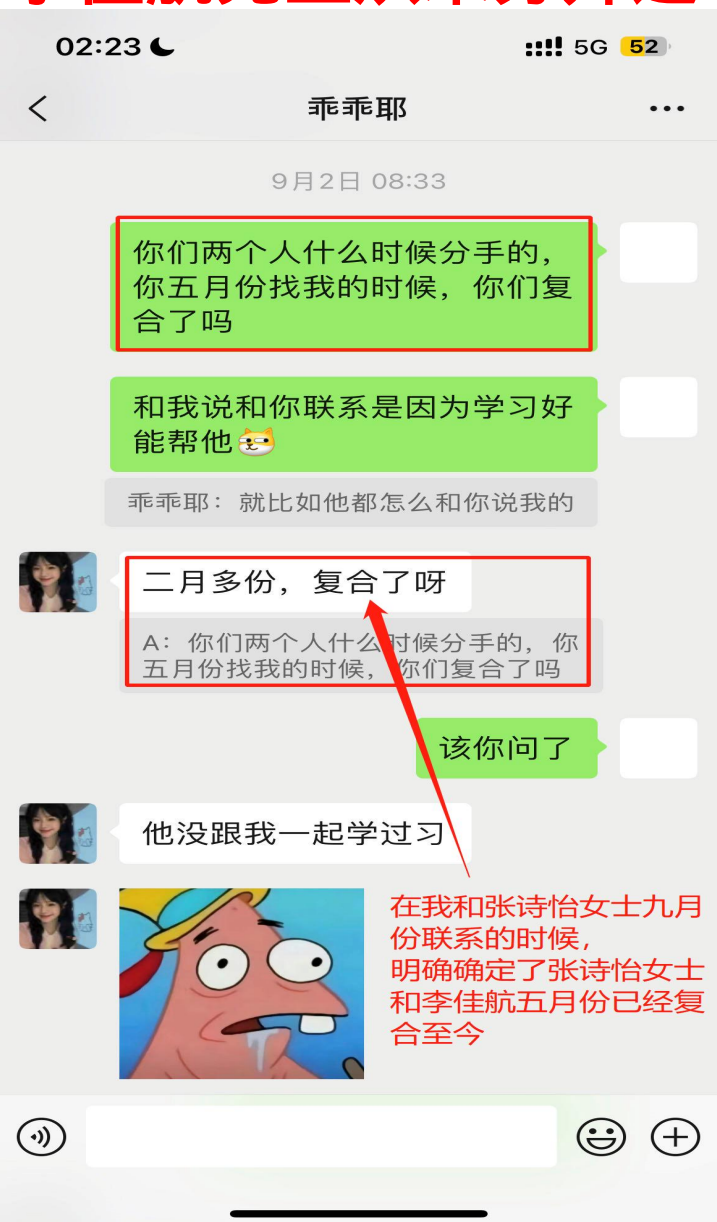 02:23
5G 52
乖乖耶
9月2日 08:33
你们两个人什么时候分手的，
你五月份找我的时候，你们复
合了吗
和我说和你联系是因为学习好
能帮他
乖乖耶：就比如他都怎么和你说我的
二月多份，复合了呀
A：你们两个人什么时候分手的，你
五月份找我的时候，你们复合了吗
该你问了
他没跟我一起学过习
在我和张诗怡女士九月
份联系的时候，
明确确定了张诗怡女士
和李佳航五月份已经复
合至今